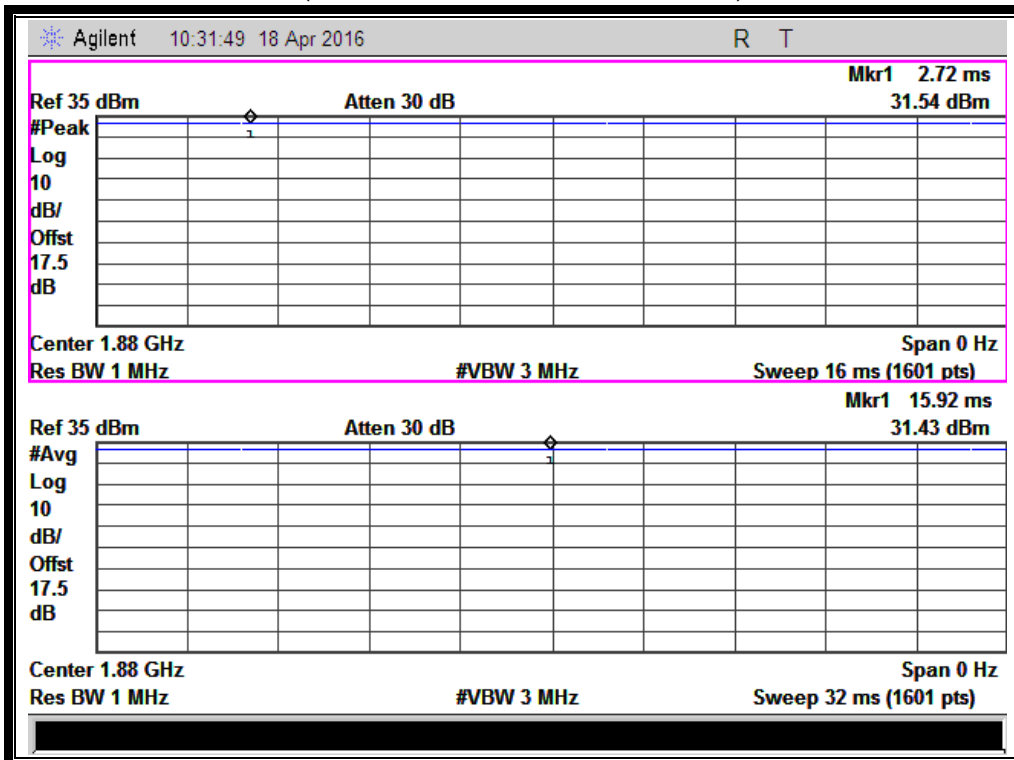 Agilent 10:31:49 18 Apr 2016 R T
Mkr1 2.72 ms
Ref 35 dBm Atten 30 dB 31.54 dBm
#Peak
1
Log
10
dB/
Offst
17.5
dB
Center 1.88 GHz Span 0 Hz
Res BW 1 MHz #VBW 3 MHz Sweep 16 ms (1601 pts)
Mkr1 15.92 ms
Ref 35 dBm Atten 30 dB 31.43 dBm
#Avg
1
Log
10
dB/
Offst
17.5
dB
Center 1.88 GHz Span 0 Hz
Res BW 1 MHz #VBW 3 MHz Sweep 32 ms (1601 pts)